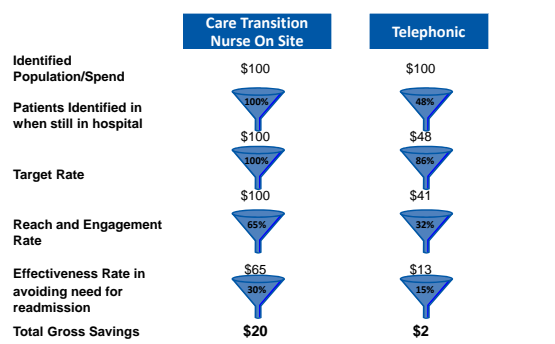 Care Transition
Nurse On Site
Telephonic
Identified
Population/Spend
$100
$100
Patients Identified in
when still in hospital
100%
48%
$100
$48
Target Rate
100%
86%
$100
$41
Reach and Engagement
Rate
65%
32%
$65
$13
Effectiveness Rate in
avoiding need for
readmission
30%
15%
Total Gross Savings
$20
$2